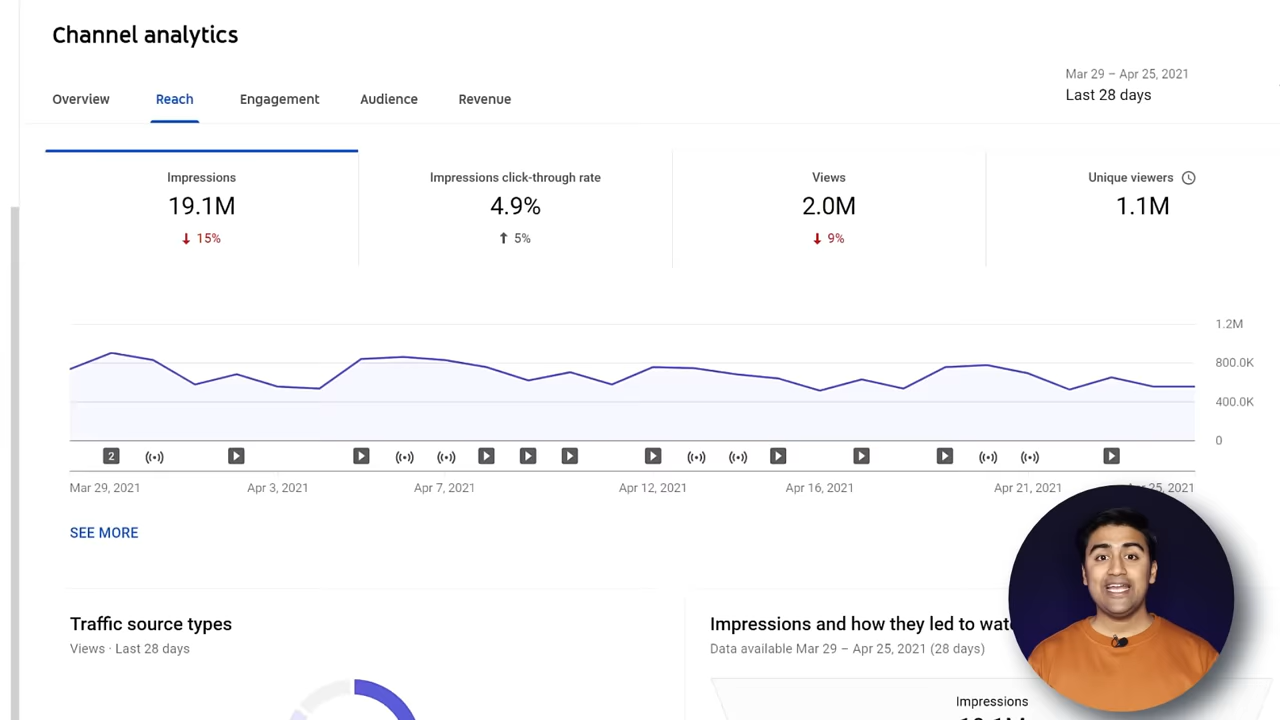 Channel analytics
Mar 29 – Apr 25, 2021
Overview Reach Engagement Audience Revenue
Last 28 days
Impressions
19.1M
15%
Impressions click-through rate
4.9%
5%
Views
2.0M
9%
Unique viewers
1.1M
1.2M
800.0K
400.0K
0
2
Mar 29, 2021 Apr 3, 2021 Apr 7, 2021 Apr 12, 2021 Apr 16, 2021 Apr 21, 2021 25, 2021
SEE MORE
Traffic source types
Views · Last 28 days
Impressions and how they led to
Data available Mar 29 – Apr 25, 2021 (28 days)
Impressions